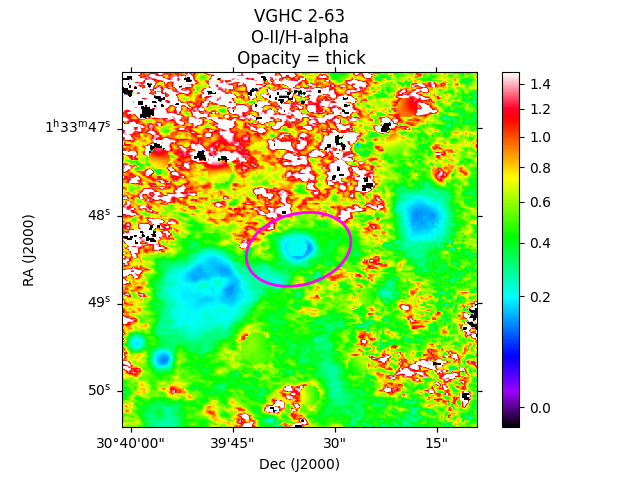 VGHC 2-63
O-II/H-alpha
Opacity = thick
1ʰ33ᵐ47ˢ
48ˢ
49ˢ
50ˢ
RA (J2000)
30°40'00"
39'45"
30"
15"
Dec (J2000)
1.4
1.2
1.0
0.8
0.6
0.4
0.2
0.0